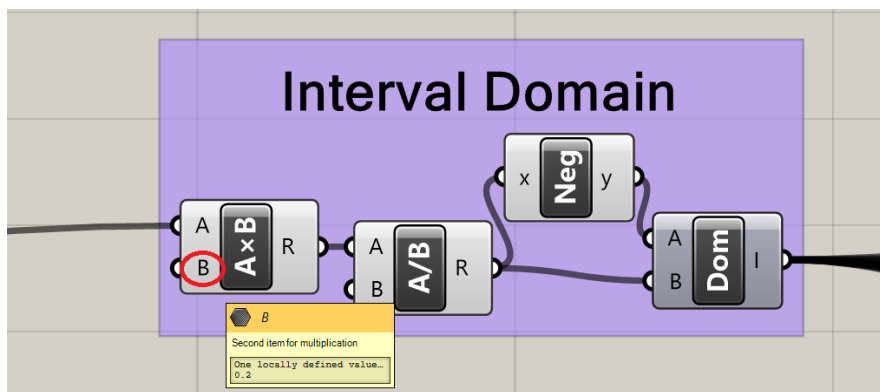 Interval Domain
x Neg y
A A×B R
B
A A/B R
B
A Dom I
B
B
Second item for multiplication
One locally defined value…
0.2